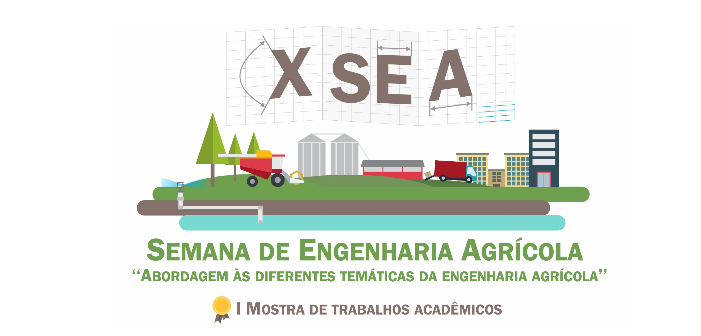 X SEA
SEMANA DE ENGENHARIA AGRÍCOLA
“ABORDAGEM ÀS DIFERENTES TEMÁTICAS DA ENGENHARIA AGRÍCOLA”
I MOSTRA DE TRABALHOS ACADÊMICOS